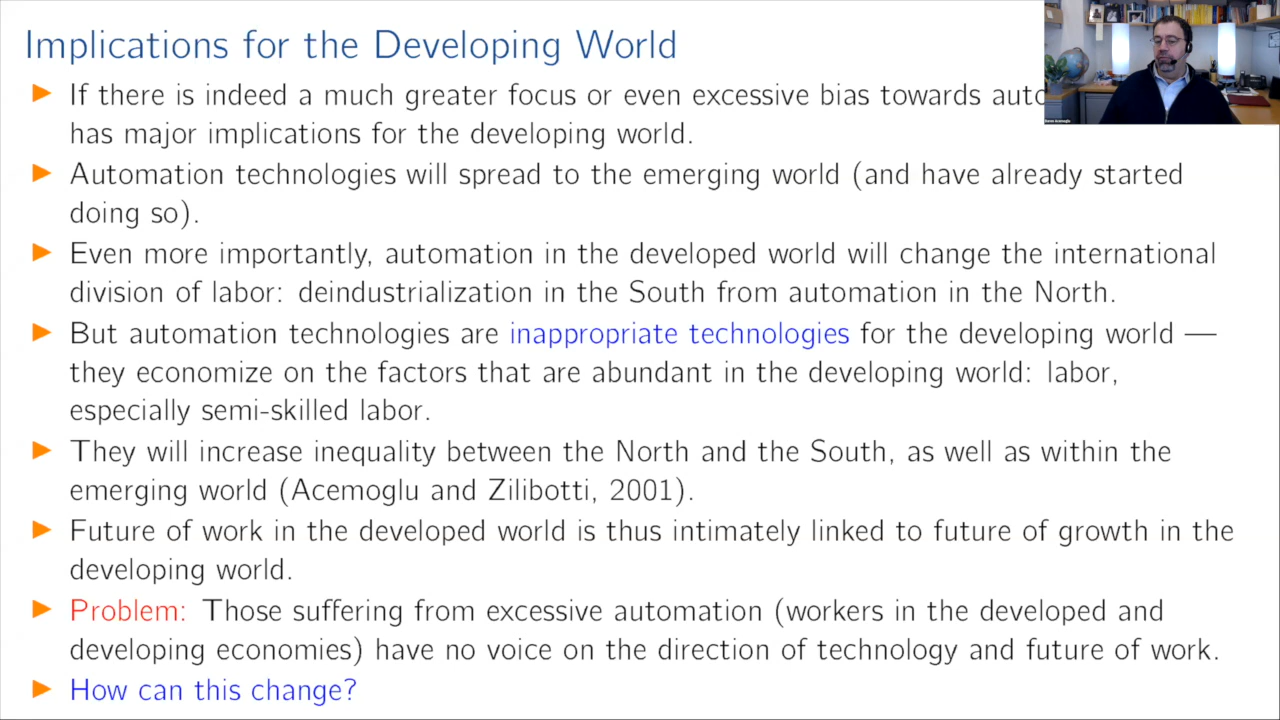 Implications for the Developing World
▶ If there is indeed a much greater focus or even excessive bias towards
has major implications for the developing world.
▶ Automation technologies will spread to the emerging world (and have already started
doing so).
▶ Even more importantly, automation in the developed world will change the international
division of labor: deindustrialization in the South from automation in the North.
▶ But automation technologies are inappropriate technologies for the developing world —
they economize on the factors that are abundant in the developing world: labor,
especially semi-skilled labor.
▶ They will increase inequality between the North and the South, as well as within the
emerging world (Acemoglu and Zilibotti, 2001).
▶ Future of work in the developed world is thus intimately linked to future of growth in the
developing world.
▶ Problem: Those suffering from excessive automation (workers in the developed and
developing economies) have no voice on the direction of technology and future of work.
▶ How can this change?